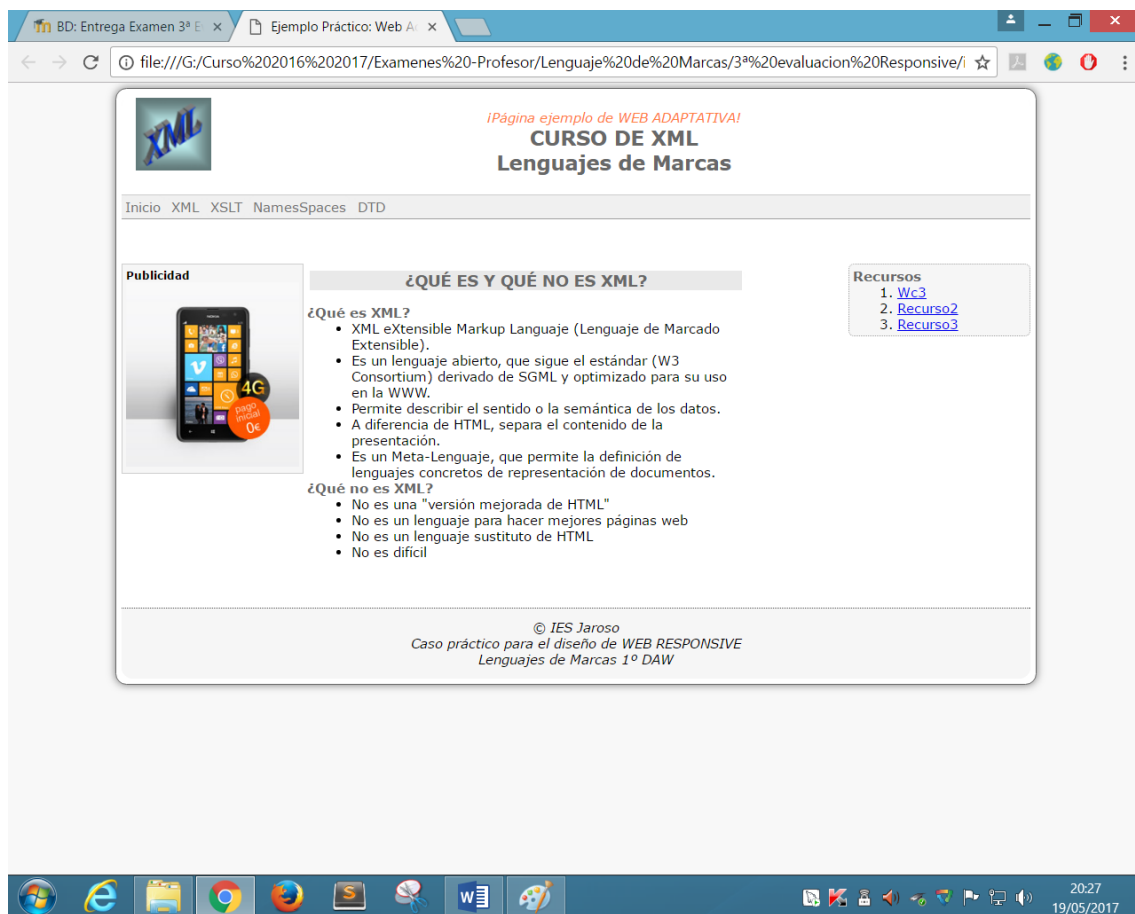 BD: Entrega Examen 3ª E
Ejemplo Práctico: Web A
file:///G:/Curso%202016%202017/Examenes%20-Profesor/Lenguaje%20de%20Marcas/3ª%20evaluacion%20Responsive/i
XML
¡Página ejemplo de WEB ADAPTATIVA!
CURSO DE XML
Lenguajes de Marcas
Inicio XML XSLT NamesSpaces DTD
Publicidad
NOKIA
4G
pago
inicial
0€
¿QUÉ ES Y QUÉ NO ES XML?
¿Qué es XML?
• XML eXtensible Markup Languaje (Lenguaje de Marcado
Extensible).
• Es un lenguaje abierto, que sigue el estándar (W3
Consortium) derivado de SGML y optimizado para su uso
en la WWW.
• Permite describir el sentido o la semántica de los datos.
• A diferencia de HTML, separa el contenido de la
presentación.
• Es un Meta-Lenguaje, que permite la definición de
lenguajes concretos de representación de documentos.
¿Qué no es XML?
• No es una "versión mejorada de HTML"
• No es un lenguaje para hacer mejores páginas web
• No es un lenguaje sustituto de HTML
• No es difícil
Recursos
1. Wc3
2. Recurso2
3. Recurso3
© IES Jaroso
Caso práctico para el diseño de WEB RESPONSIVE
Lenguajes de Marcas 1º DAW
20:27
19/05/2017